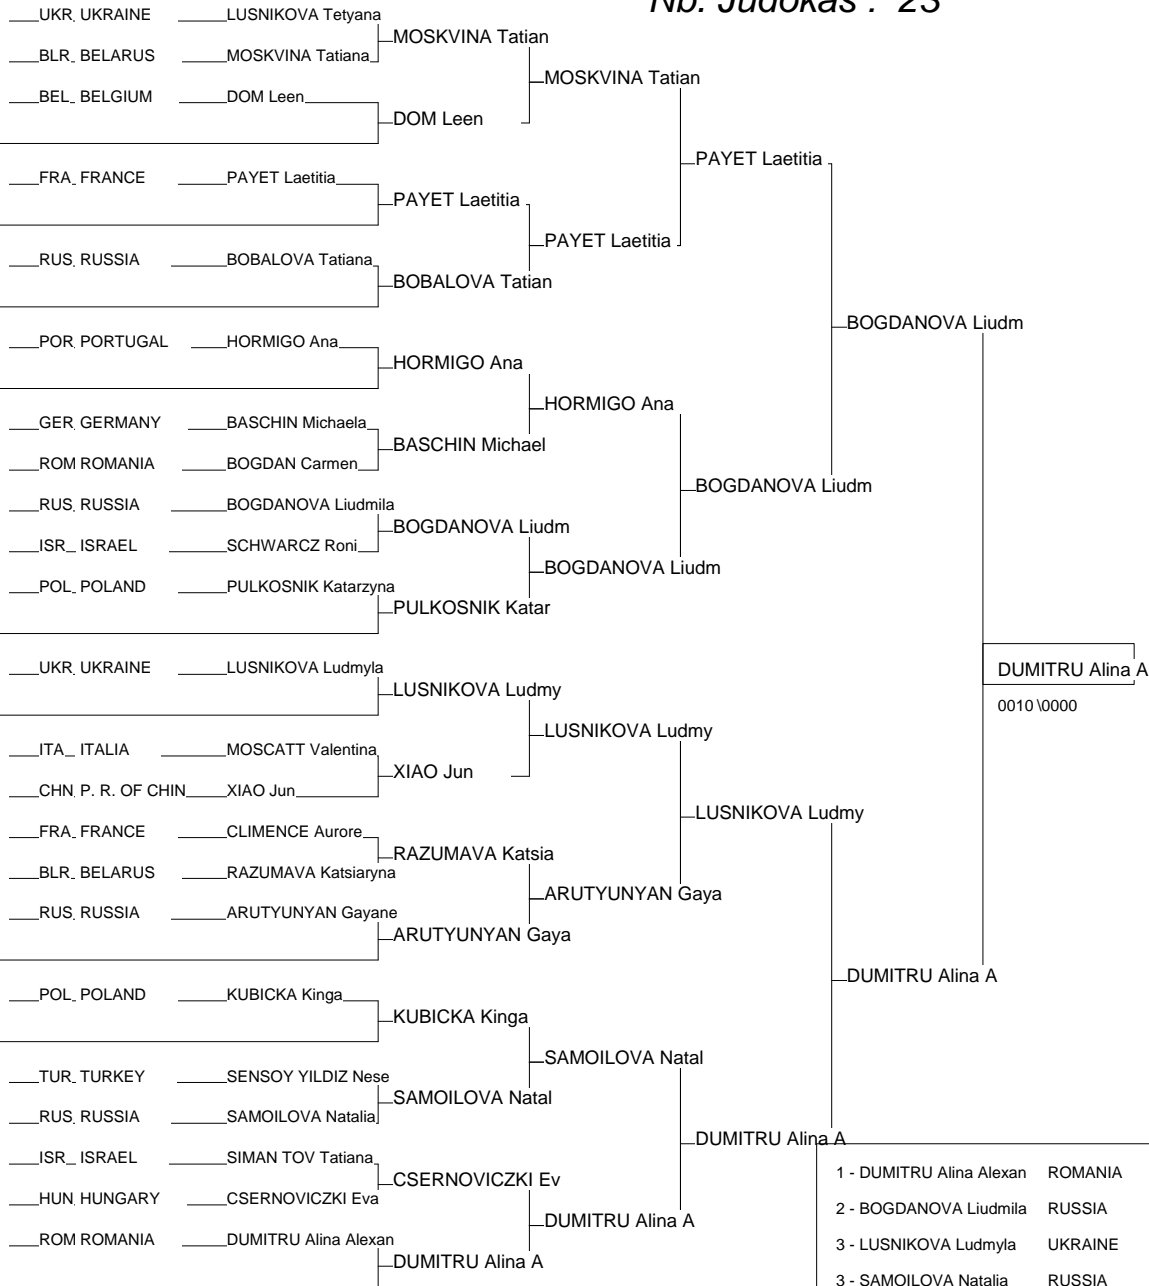 Nb. Judokas : 23
UKR UKRAINE LUSNIKOVA Tetyana
MOSKVINA Tatian
BLR BELARUS MOSKVINA Tatiana
MOSKVINA Tatian
BEL BELGIUM DOM Leen
DOM Leen
PAYET Laetitia
FRA FRANCE PAYET Laetitia
PAYET Laetitia
PAYET Laetitia
RUS RUSSIA BOBALOVA Tatiana
BOBALOVA Tatian
BOGDANOVA Liudm
POR PORTUGAL HORMIGO Ana
HORMIGO Ana
HORMIGO Ana
GER GERMANY BASCHIN Michaela
BASCHIN Michael
ROM ROMANIA BOGDAN Carmen
BOGDANOVA Liudm
RUS RUSSIA BOGDANOVA Liudmila
BOGDANOVA Liudm
ISR ISRAEL SCHWARCZ Roni
BOGDANOVA Liudm
POL POLAND PULKOSNIK Katarzyna
PULKOSNIK Katar
UKR UKRAINE LUSNIKOVA Ludmyla
DUMITRU Alina A
LUSNIKOVA Ludmy
0010 \0000
LUSNIKOVA Ludmy
ITA ITALIA MOSCATT Valentina
XIAO Jun
CHN P. R. OF CHIN XIAO Jun
LUSNIKOVA Ludmy
FRA FRANCE CLIMENCE Aurore
RAZUMAVA Katsia
BLR BELARUS RAZUMAVA Katsiaryna
ARUTYUNYAN Gaya
RUS RUSSIA ARUTYUNYAN Gayane
ARUTYUNYAN Gaya
DUMITRU Alina A
POL POLAND KUBICKA Kinga
KUBICKA Kinga
SAMOILOVA Natal
TUR TURKEY SENSOY YILDIZ Nese
SAMOILOVA Natal
RUS RUSSIA SAMOILOVA Natalia
DUMITRU Alina A
ISR ISRAEL SIMAN TOV Tatiana
CSERNOVICZKI Ev
HUN HUNGARY CSERNOVICZKI Eva
DUMITRU Alina A
ROM ROMANIA DUMITRU Alina Alexan
DUMITRU Alina A
1 - DUMITRU Alina Alexan ROMANIA
2 - BOGDANOVA Liudmila RUSSIA
3 - LUSNIKOVA Ludmyla UKRAINE
3 - SAMOILOVA Natalia RUSSIA